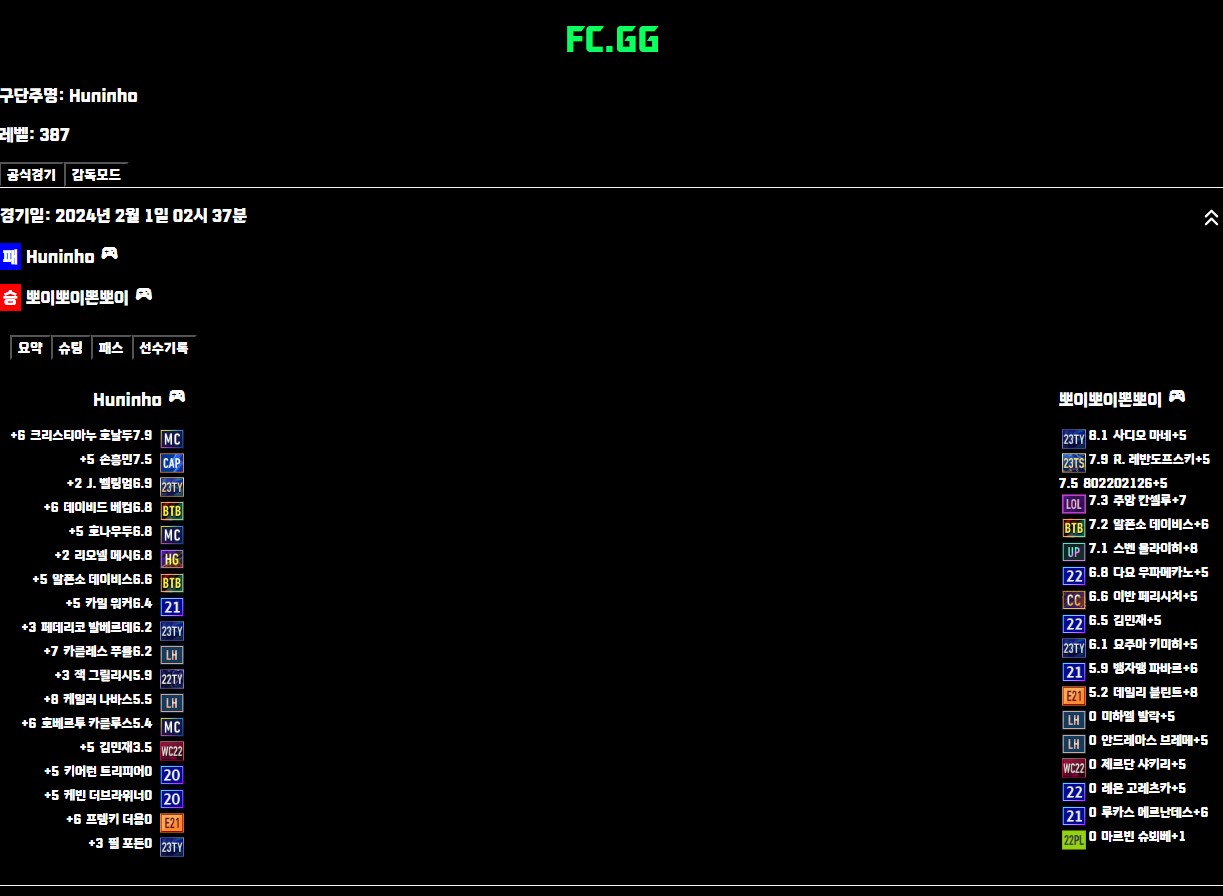 FC.GG
구단주명: Huninho
레벨: 387
공식경기 감독모드
경기일: 2024년 2월 1일 02시 37분
패 Huninho
승 뽀이뽀이뽄뽀이
요약 슈팅 패스 선수기록
Huninho
+6 크리스티아누 호날두7.9 MC
+5 손흥민7.5 CAP
+2 J. 벨링엄6.9 23TY
+6 데이비드 베컴6.8 BTB
+5 호나우두6.8 MC
+2 리오넬 메시6.8 HG
+5 알폰소 데이비스6.6 BTB
+5 카일 워커6.4 21
+3 페데리코 발베르데6.2 23TY
+7 카를레스 푸욜6.2 LH
+3 잭 그릴리시5.9 22TY
+8 케일러 나바스5.5 LH
+6 호베르투 카를루스5.4 MC
+5 김민재3.5 WC22
+5 키어런 트리피어0 20
+5 케빈 더브라위너0 20
+6 프렝키 더용0 E21
+3 필 포든0 23TY
뽀이뽀이뽄뽀이
23TY 8.1 사디오 마네+5
23TS 7.9 R. 레반도프스키+5
7.5 802202126+5
LOL 7.3 주앙 칸셀루+7
BTB 7.2 알폰소 데이비스+6
UP 7.1 스벤 울라이히+8
22 6.8 다요 우파메카노+5
CC 6.6 이반 페리시치+5
22 6.5 김민재+5
23TY 6.1 요주아 키미히+5
21 5.9 뱅자맹 파바르+6
E21 5.2 데일리 블린트+8
LH 0 미하엘 발락+5
LH 0 안드레아스 브레메+5
WC22 0 제르단 샤키리+5
22 0 레온 고레츠카+5
21 0 루카스 에르난데스+6
22PL 0 마르빈 슈뵈베+1